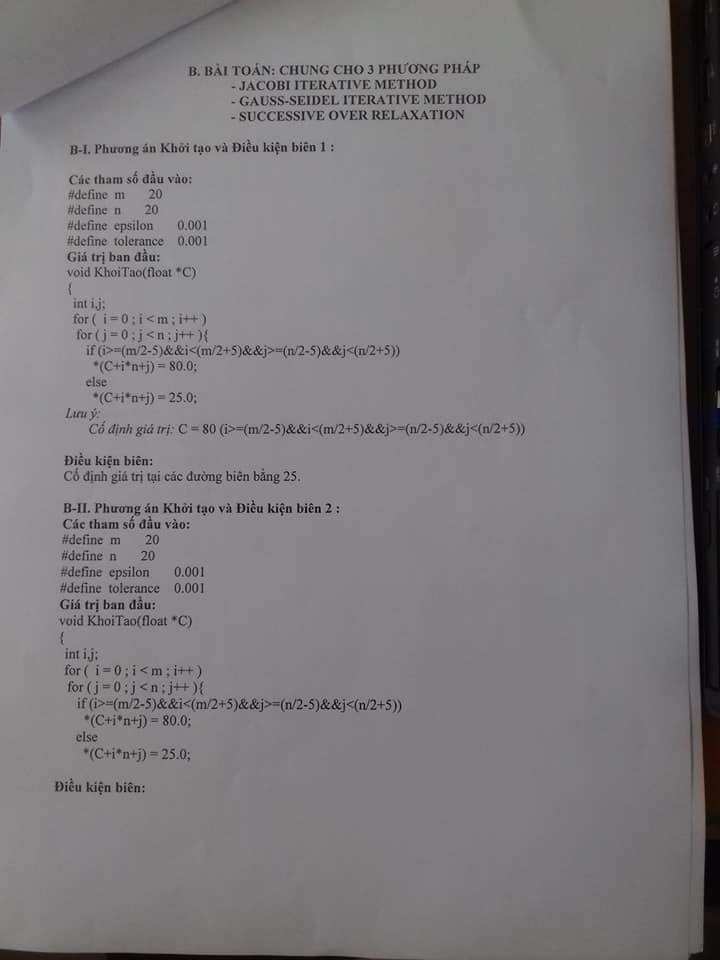 B. BÀI TOÁN: CHUNG CHO 3 PHƯƠNG PHÁP
- JACOBI ITERATIVE METHOD
- GAUSS-SEIDEL ITERATIVE METHOD
- SUCCESSIVE OVER RELAXATION
B-I. Phương án Khởi tạo và Điều kiện biên 1 :
Các tham số đầu vào:
#define m 20
#define n 20
#define epsilon 0.001
#define tolerance 0.001
Giá trị ban đầu:
void KhoiTao(float *C)
{
int i,j;
for ( i = 0 ; i < m ; i++ )
for ( j = 0 ; j < n ; j++ ){
if (i>=(m/2-5)&&i<(m/2+5)&&j>=(n/2-5)&&j<(n/2+5))
*(C+i*n+j) = 80.0;
else
*(C+i*n+j) = 25.0;
Lưu ý:
Cố định giá trị: C = 80 (i>=(m/2-5)&&i<(m/2+5)&&j>=(n/2-5)&&j<(n/2+5))
Điều kiện biên:
Cố định giá trị tại các đường biên bằng 25.
B-II. Phương án Khởi tạo và Điều kiện biên 2 :
Các tham số đầu vào:
#define m 20
#define n 20
#define epsilon 0.001
#define tolerance 0.001
Giá trị ban đầu:
void KhoiTao(float *C)
{
int i,j;
for ( i = 0 ; i < m ; i++ )
for ( j = 0 ; j < n ; j++ ){
if (i>=(m/2-5)&&i<(m/2+5)&&j>=(n/2-5)&&j<(n/2+5))
*(C+i*n+j) = 80.0;
else
*(C+i*n+j) = 25.0;
Điều kiện biên: